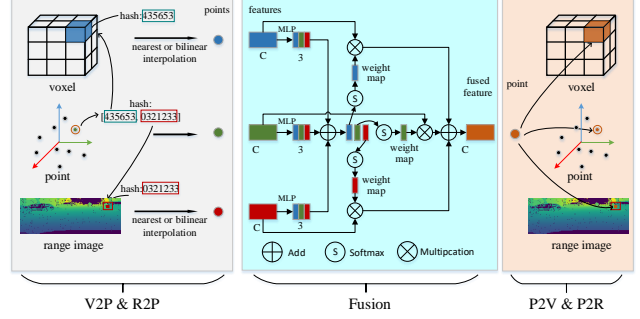 hash:435653
points
nearest or bilinear
interpolation
voxel
hash:
[435653, 0321233]
point
hash:0321233
nearest or bilinear
interpolation
range image
V2P & R2P
features
MLP
C
3
weight
map
S
fused
feature
MLP
C
3
S
weight
map
C
S
weight
map
MLP
C
3
Add
S
Softmax
Multipcation
Fusion
voxel
point
point
range image
P2V & P2R